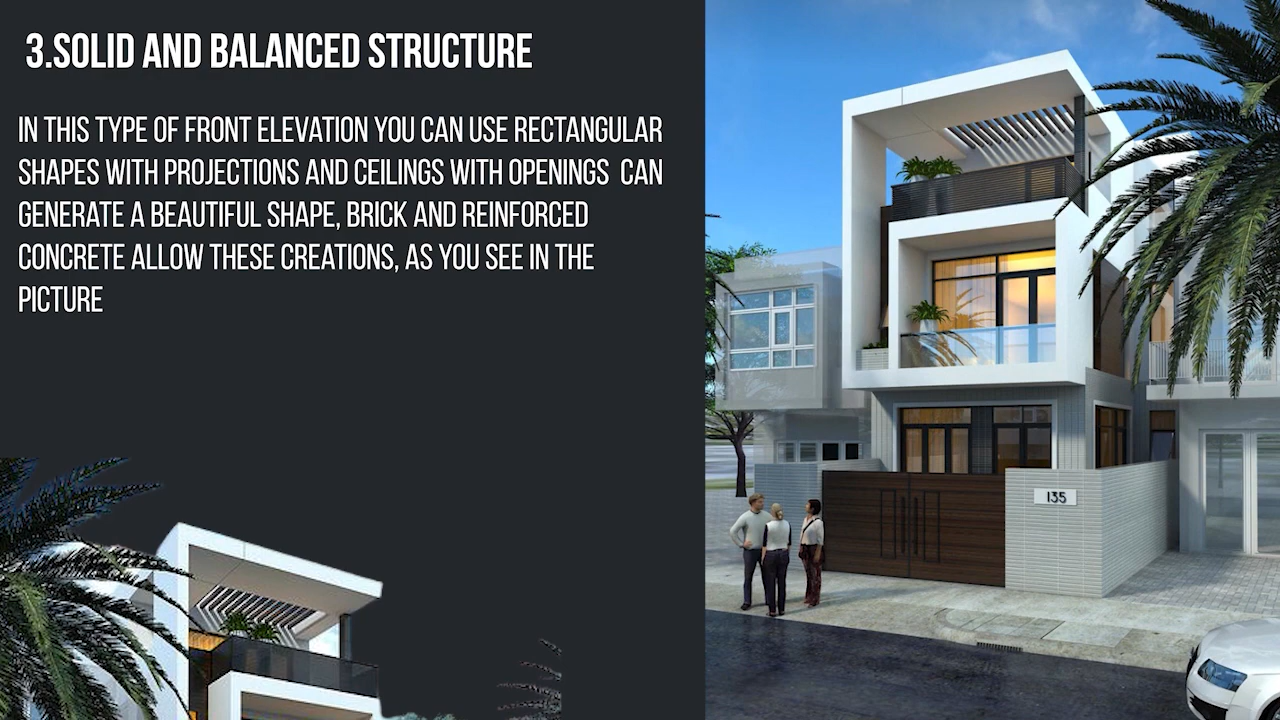 3.SOLID AND BALANCED STRUCTURE
IN THIS TYPE OF FRONT ELEVATION YOU CAN USE RECTANGULAR
SHAPES WITH PROJECTIONS AND CEILINGS WITH OPENINGS CAN
GENERATE A BEAUTIFUL SHAPE, BRICK AND REINFORCED
CONCRETE ALLOW THESE CREATIONS, AS YOU SEE IN THE
PICTURE
135